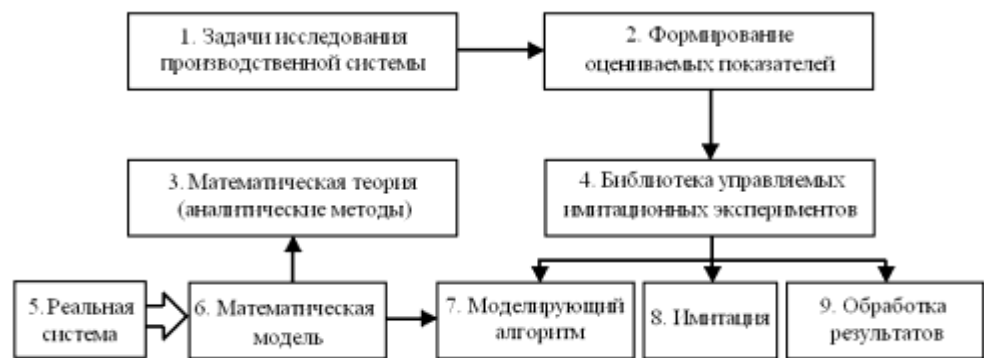 1. Задачи исследования
производственной системы
2. Формирование
оцениваемых показателей
3. Математическая теория
(аналитические методы)
4. Библиотека управляемых
имитационных экспериментов
5. Реальная
система
6. Математическая
модель
7. Моделирующий
алгоритм
8. Имитация
9. Обработка
результатов